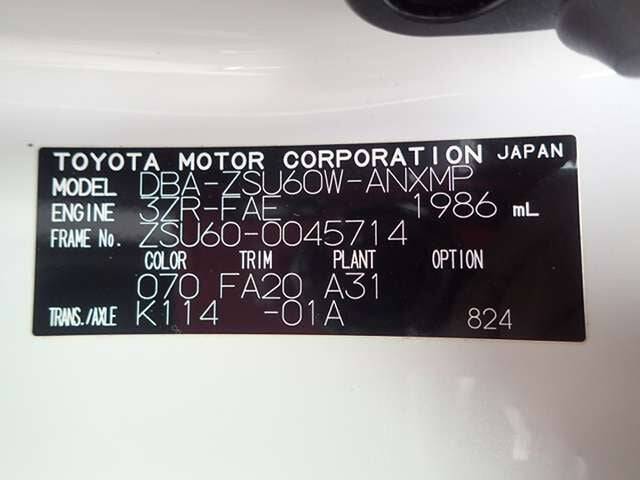 TOYOTA MOTOR CORPORATION JAPAN
MODEL DBA-ZSU60W-ANXMP
ENGINE 3ZR-FAE 1986 mL
FRAME No. ZSU60-0045714
COLOR TRIM PLANT OPTION
070 FA20 A31
TRANS./AXLE K114 -01A 824